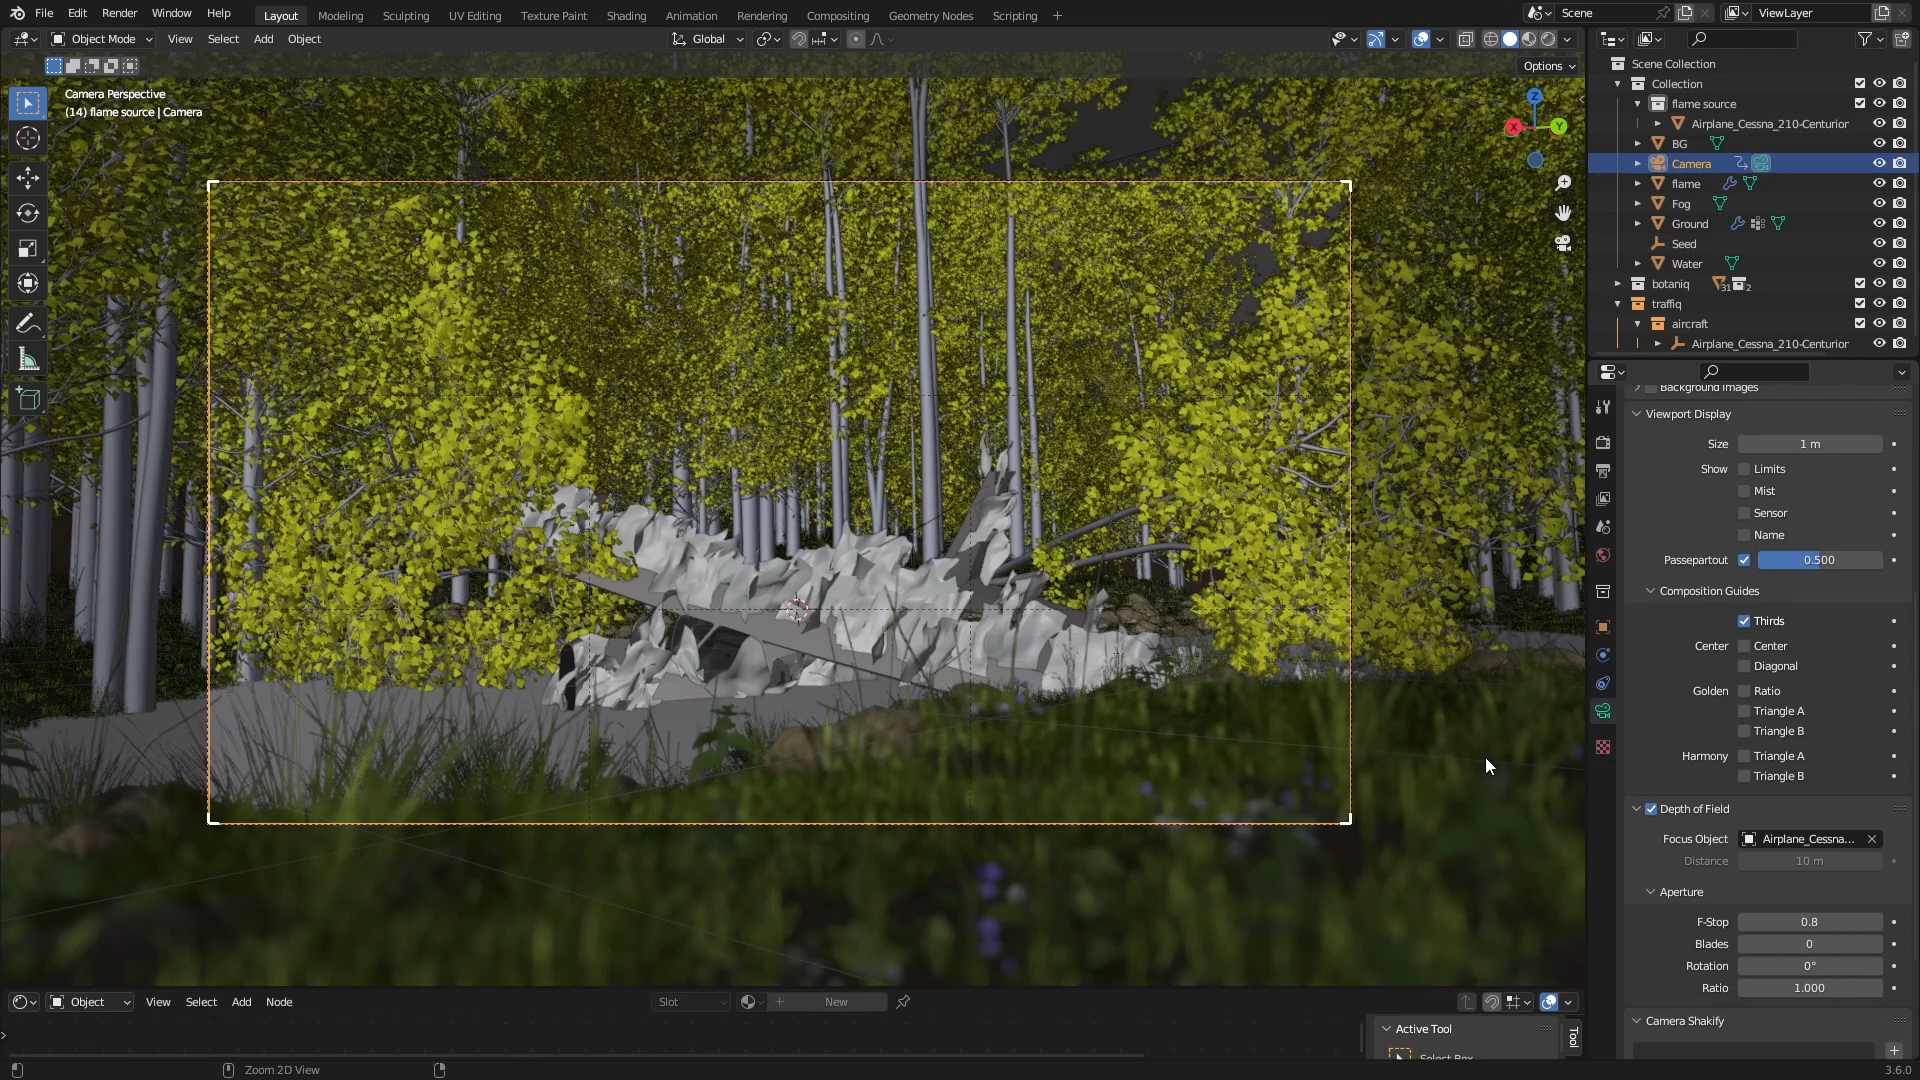 File Edit Render Window Help Layout Modeling Sculpting UV Editing Texture Paint Shading Animation Rendering Compositing Geometry Nodes Scripting + Scene ViewLayer
Object Mode View Select Add Object Global
Options
Camera Perspective
(14) flame source | Camera
Z
X
Y
Scene Collection
Collection
flame source
Airplane_Cessna_210-Centurior
BG
Camera
flame
Fog
Ground
Seed
Water
botaniq 31 2
traffiq
aircraft
Airplane_Cessna_210-Centurior
Background Images
Viewport Display
Size 1 m
Show Limits
Mist
Sensor
Name
Passepartout 0.500
Composition Guides
Thirds
Center Center
Diagonal
Golden Ratio
Triangle A
Triangle B
Harmony Triangle A
Triangle B
Depth of Field
Focus Object Airplane_Cessna...
Distance 10 m
Aperture
F-Stop 0.8
Blades 0
Rotation 0°
Ratio 1.000
Camera Shakify
Object View Select Add Node Slot New
Active Tool
Select Box
Tool
Zoom 2D View
3.6.0